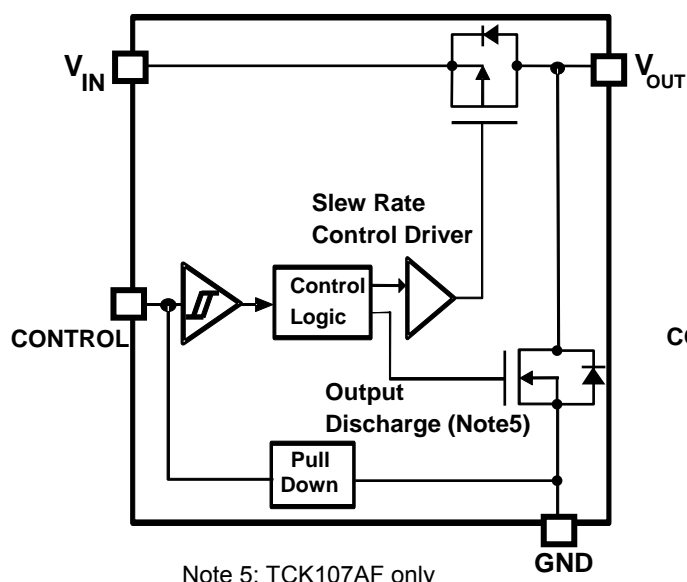 VIN
VOUT
Slew Rate
Control Driver
Control
Logic
CONTROL
CO
Output
Discharge (Note5)
Pull
Down
GND
Note 5: TCK107AF only